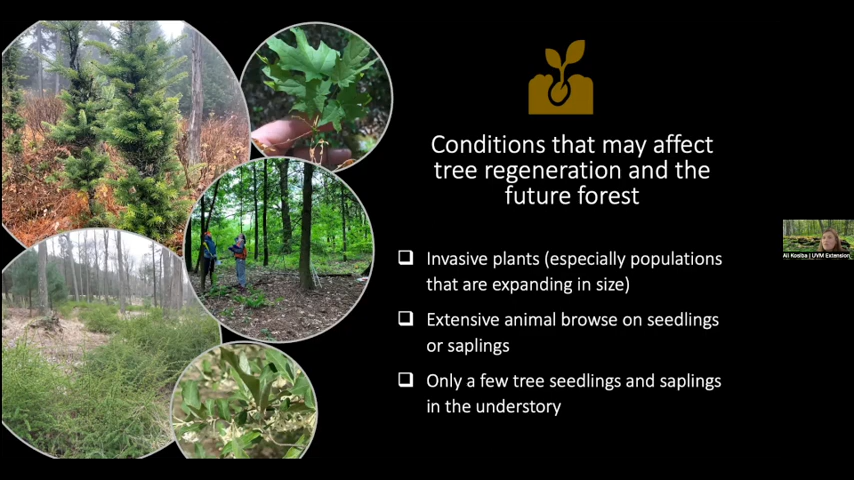 Conditions that may affect
tree regeneration and the
future forest
Invasive plants (especially populations
that are expanding in size)
Extensive animal browse on seedlings
or saplings
Only a few tree seedlings and saplings
in the understory
Ali Kosiba | UVM Extension